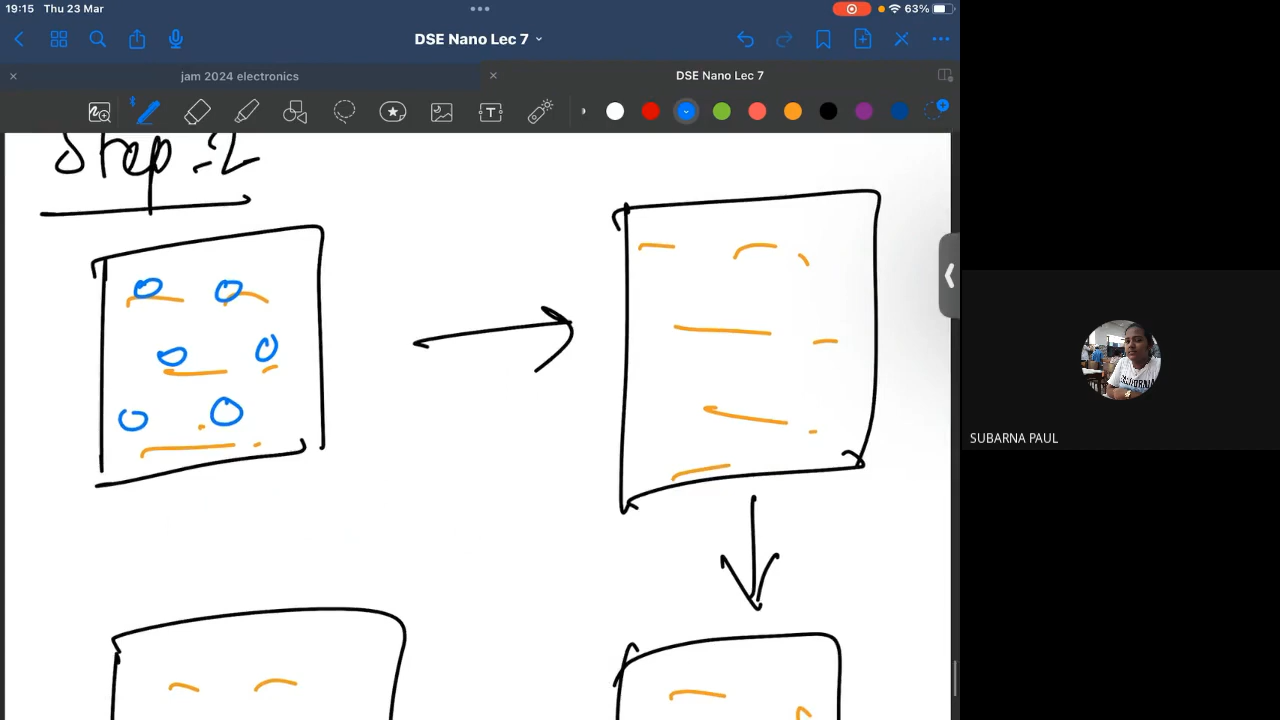 19:15 Thu 23 Mar
63%
DSE Nano Lec 7
jam 2024 electronics
DSE Nano Lec 7
Step :2
SUBARNA PAUL